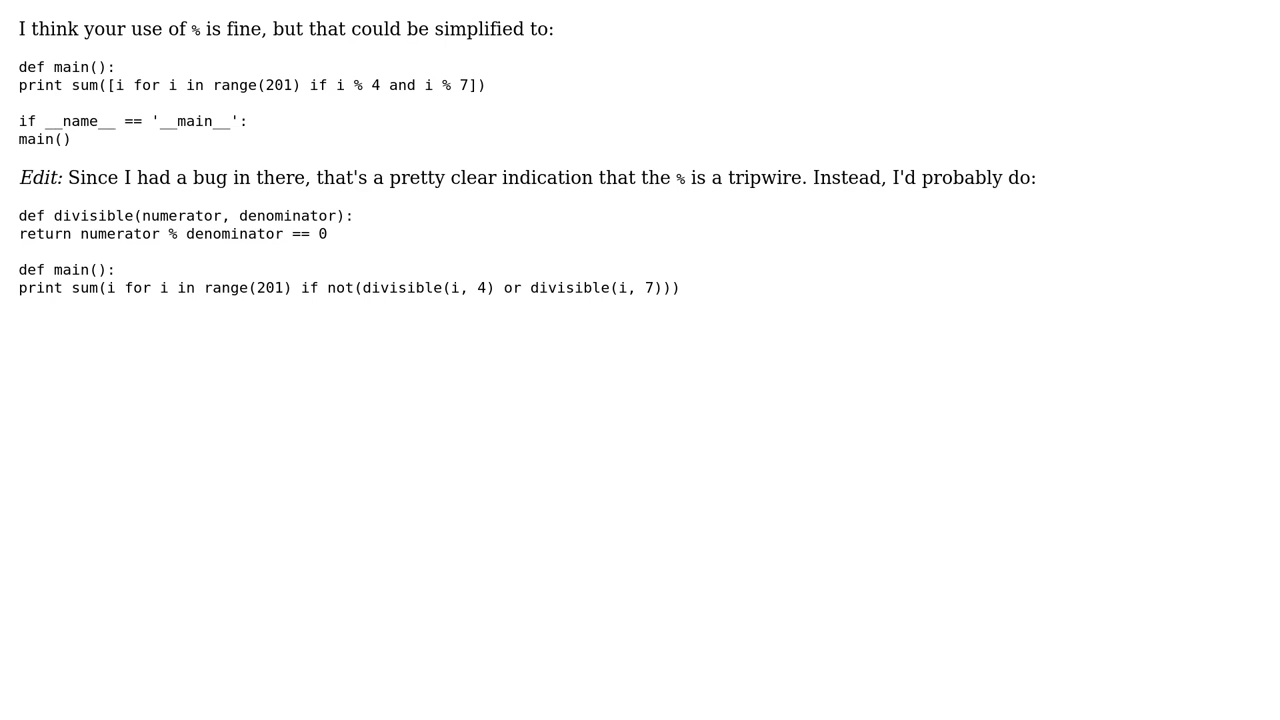 I think your use of % is fine, but that could be simplified to:
def main():
print sum([i for i in range(201) if i % 4 and i % 7])
if __name__ == '__main__':
main()
Edit: Since I had a bug in there, that's a pretty clear indication that the % is a tripwire. Instead, I'd probably do:
def divisible(numerator, denominator):
return numerator % denominator == 0
def main():
print sum(i for i in range(201) if not(divisible(i, 4) or divisible(i, 7)))